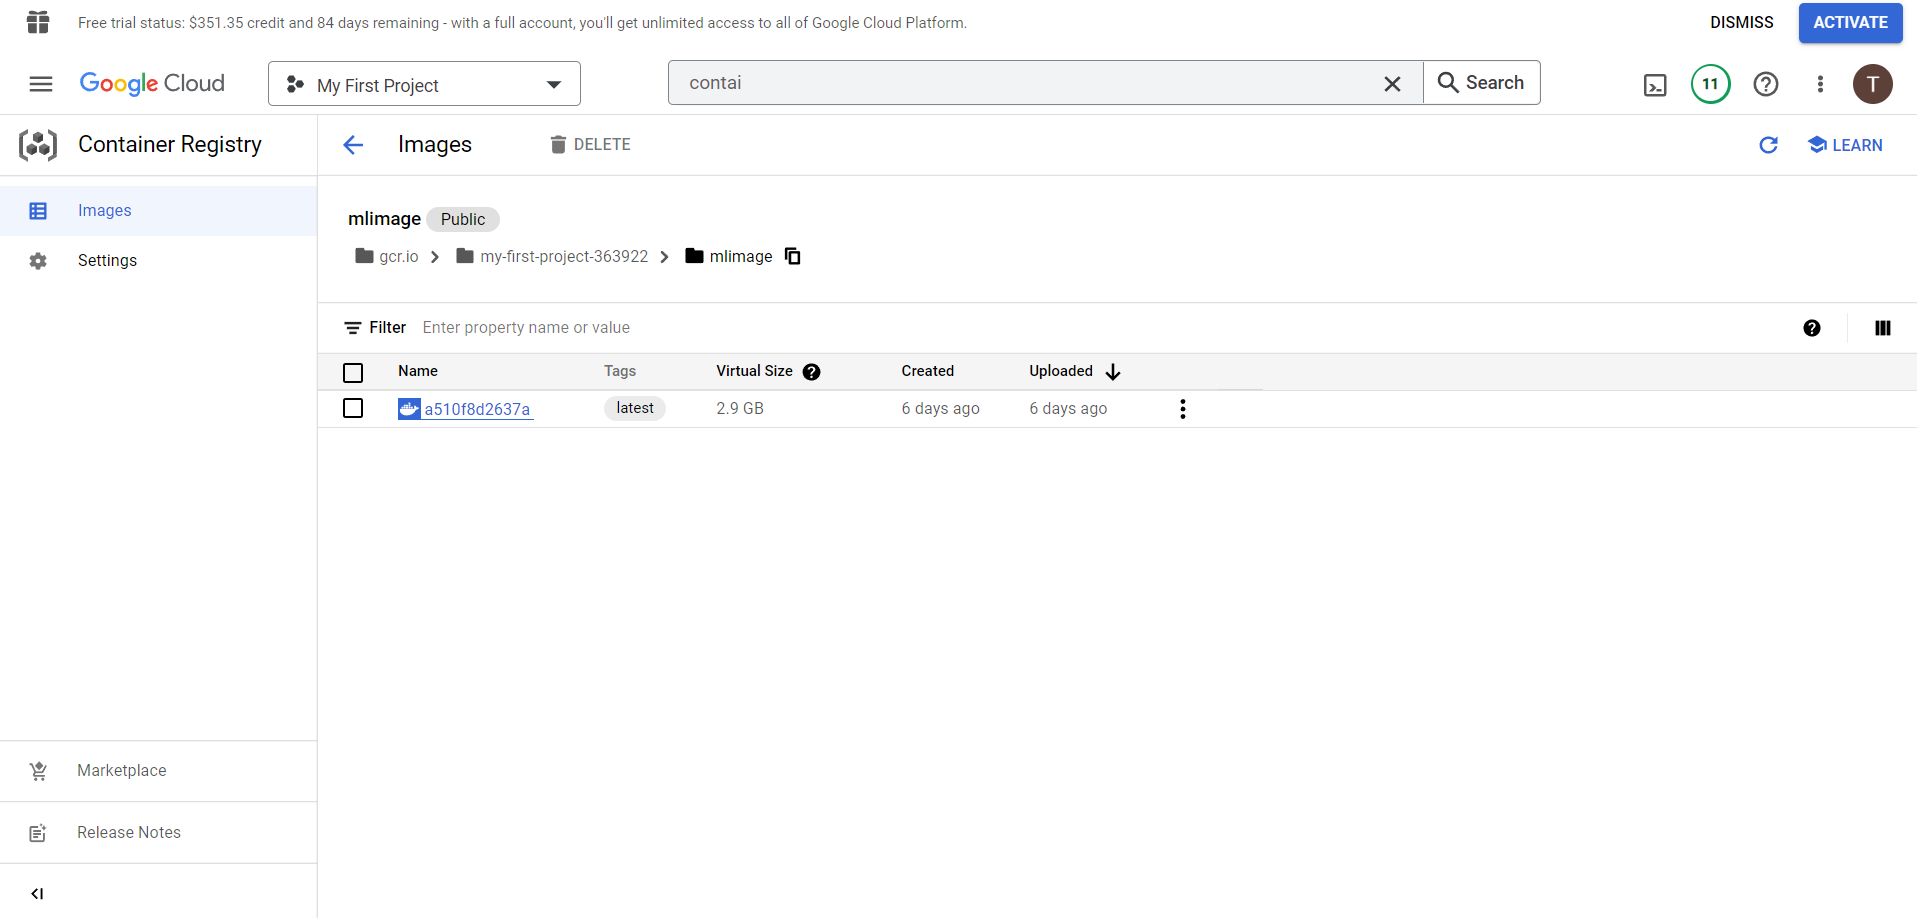 Free trial status: $351.35 credit and 84 days remaining - with a full account, you'll get unlimited access to all of Google Cloud Platform.
DISMISS
ACTIVATE
Google Cloud
My First Project
contai
Search
11
T
Container Registry
Images
DELETE
LEARN
Images
Settings
mlimage
Public
gcr.io
my-first-project-363922
mlimage
Filter
Enter property name or value
Name
Tags
Virtual Size
Created
Uploaded
a510f8d2637a
latest
2.9 GB
6 days ago
6 days ago
Marketplace
Release Notes